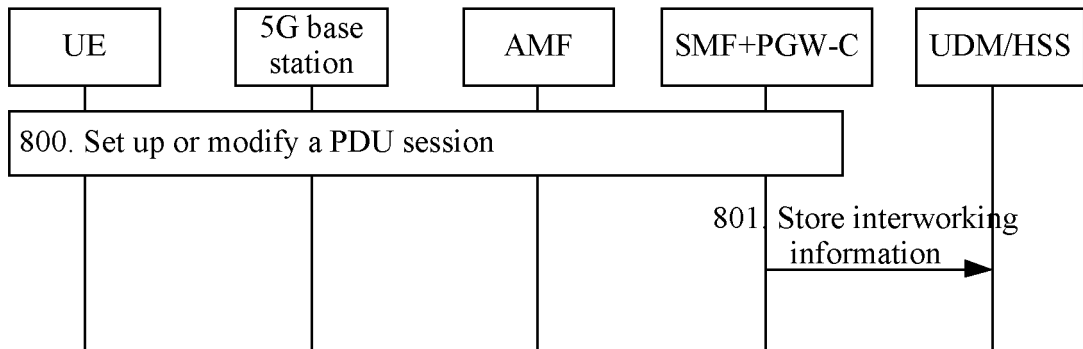 UE
5G base
station
AMF
SMF+PGW-C
UDM/HSS
800. Set up or modify a PDU session
801. Store interworking
information